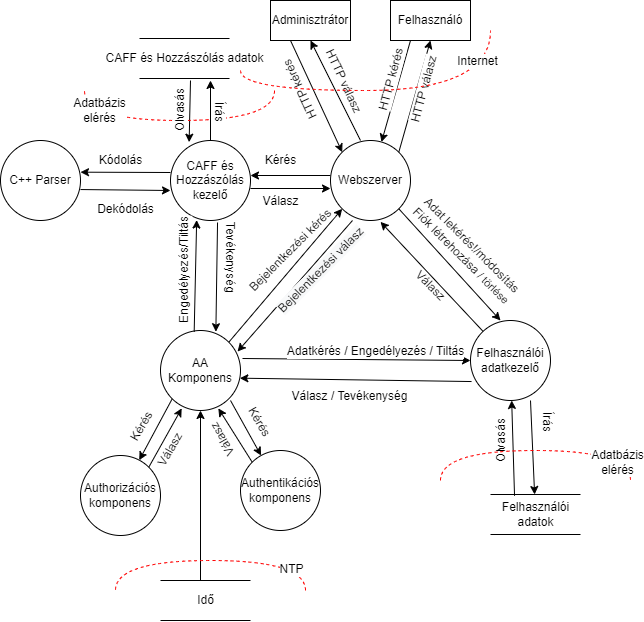 Adminisztrátor
Felhasználó
CAFF és Hozzászólás adatok
Internet
HTTP kérés
HTTP válasz
HTTP kérés
HTTP válasz
Adatbázis
elérés
Olvasás
Írás
C++ Parser
Kódolás
Dekódolás
CAFF és
Hozzászólás
kezelő
Kérés
Válasz
Webszerver
Engedélyezés/Tiltás
Tevékenység
Bejelentkezési kérés
Bejelentkezési válasz
Adat lekérés!/módosítás
Fiók létrehozása / törlése
Válasz
AA
Komponens
Adatkérés / Engedélyezés / Tiltás
Válasz / Tevékenység
Felhasználói
adatkezelő
Kérés
Válasz
Válasz
Kérés
Olvasás
Írás
Adatbázis
elérés
Authorizációs
komponens
Authentikációs
komponens
Felhasználói
adatok
NTP
Idő